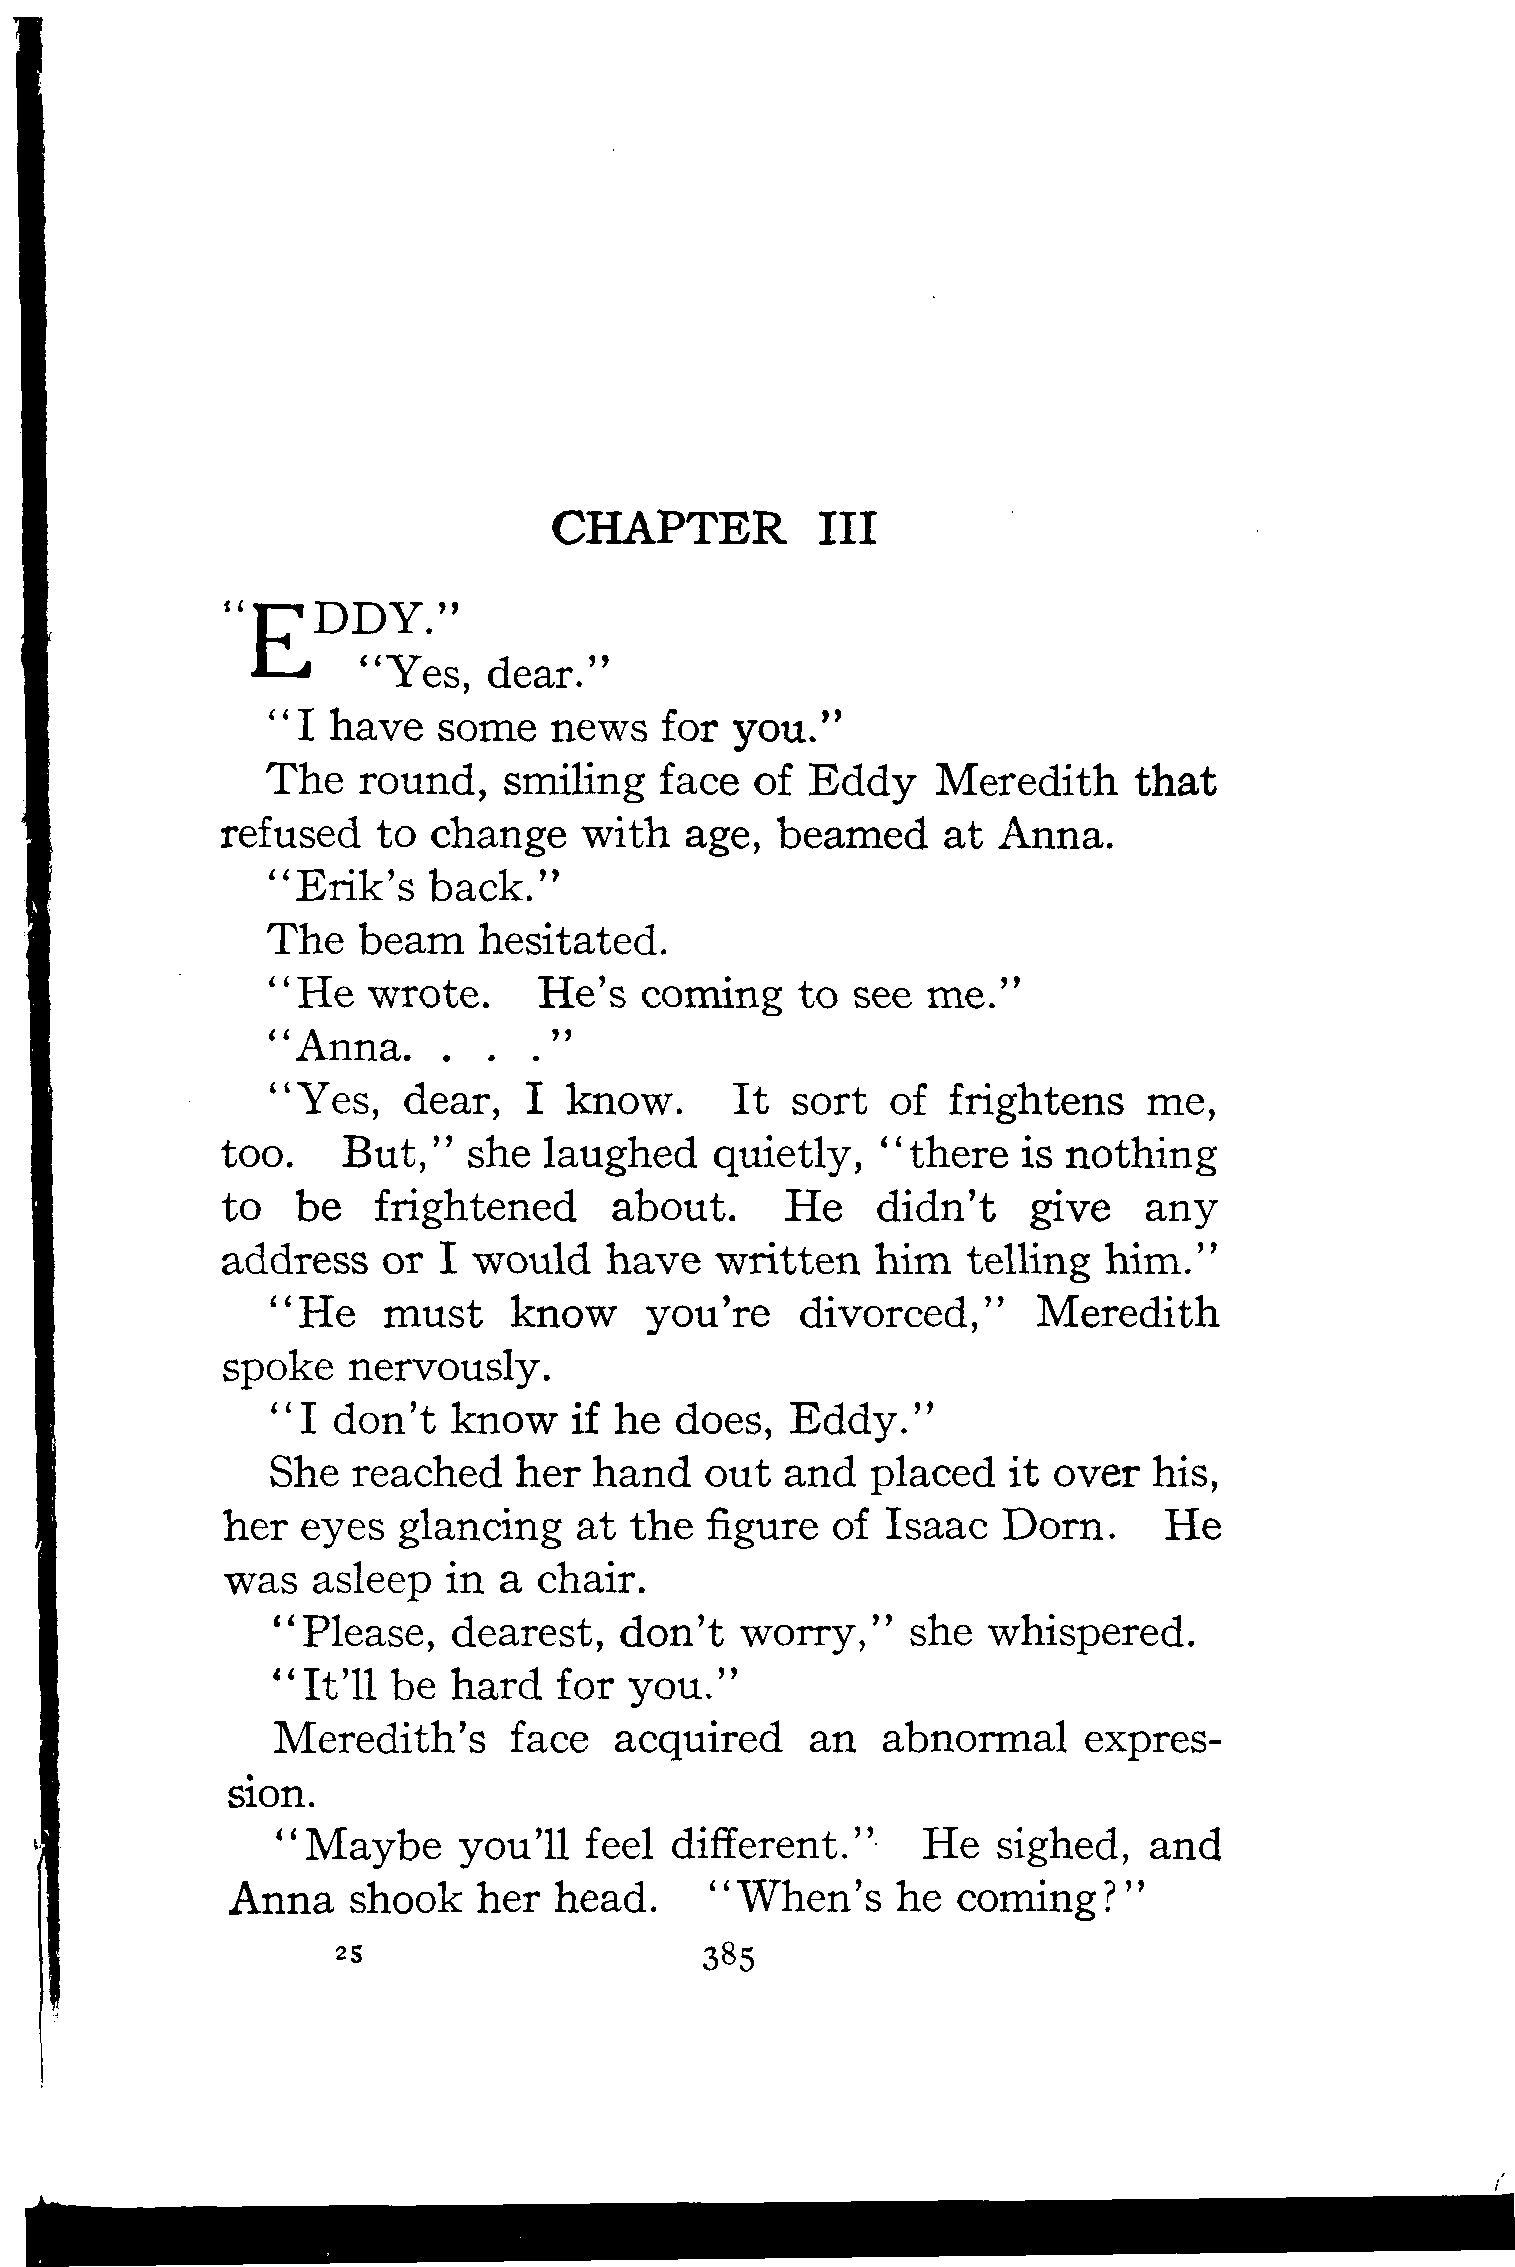 CHAPTER III
"EDDY."
"Yes, dear."
"I have some news for you."
The round, smiling face of Eddy Meredith that
refused to change with age, beamed at Anna.
"Erik's back."
The beam hesitated.
"He wrote. He's coming to see me."
"Anna. . . ."
"Yes, dear, I know. It sort of frightens me,
too. But," she laughed quietly, "there is nothing
to be frightened about. He didn't give any
address or I would have written him telling him."
"He must know you're divorced," Meredith
spoke nervously.
"I don't know if he does, Eddy."
She reached her hand out and placed it over his,
her eyes glancing at the figure of Isaac Dorn. He
was asleep in a chair.
"Please, dearest, don't worry," she whispered.
"It'll be hard for you."
Meredith's face acquired an abnormal expres-
sion.
"Maybe you'll feel different." He sighed, and
Anna shook her head. "When's he coming?"
25 385